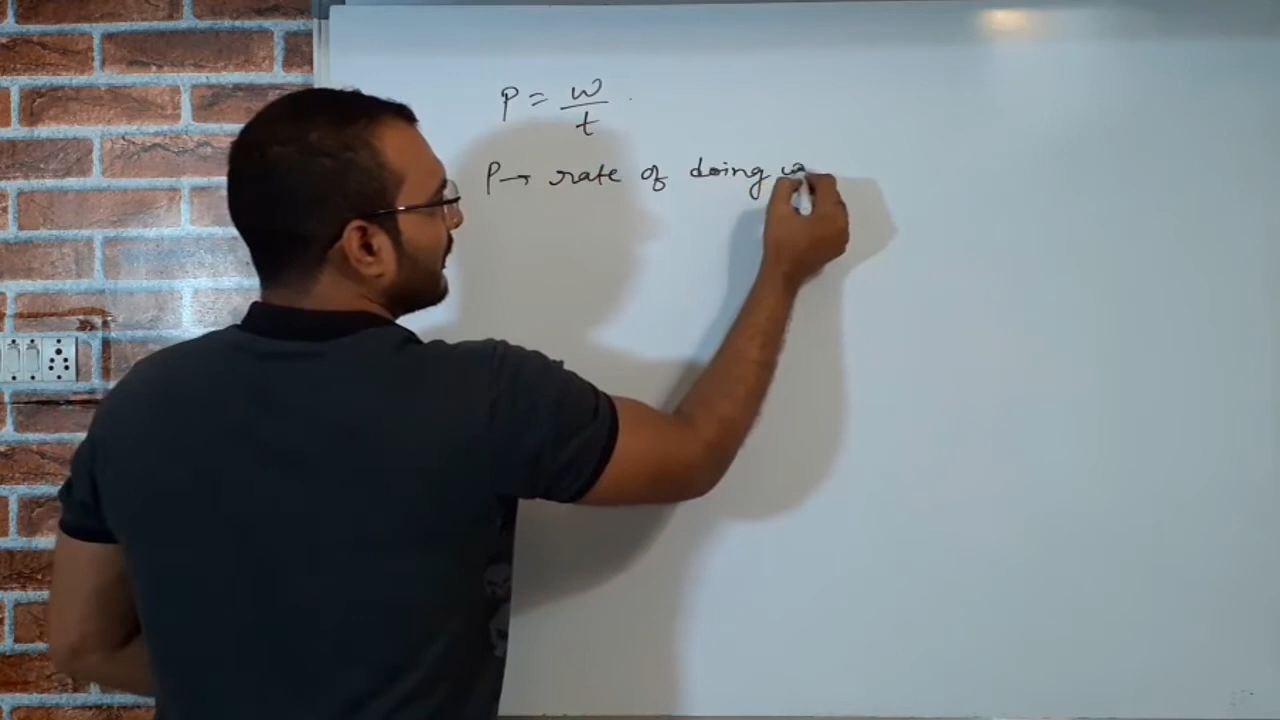 P = w/t
P → rate of doing w